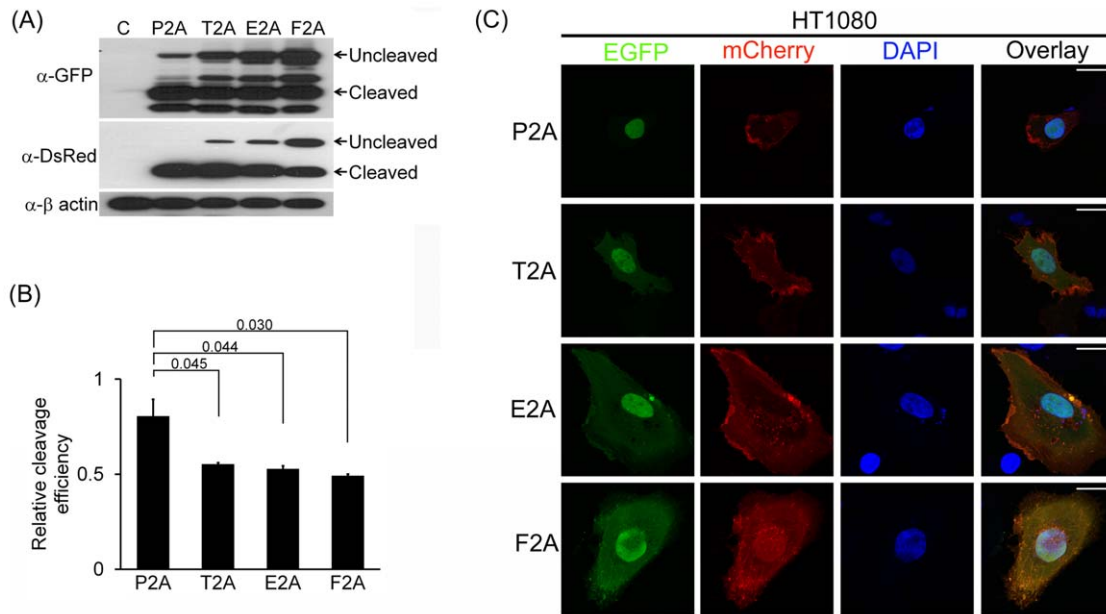 (A)
C P2A T2A E2A F2A
α-GFP
Uncleaved
Cleaved
α-DsRed
Uncleaved
Cleaved
α-β actin
(B)
0.030
0.044
0.045
Relative cleavage
efficiency
1
0.5
0
P2A T2A E2A F2A
(C)
HT1080
EGFP mCherry DAPI Overlay
P2A
T2A
E2A
F2A